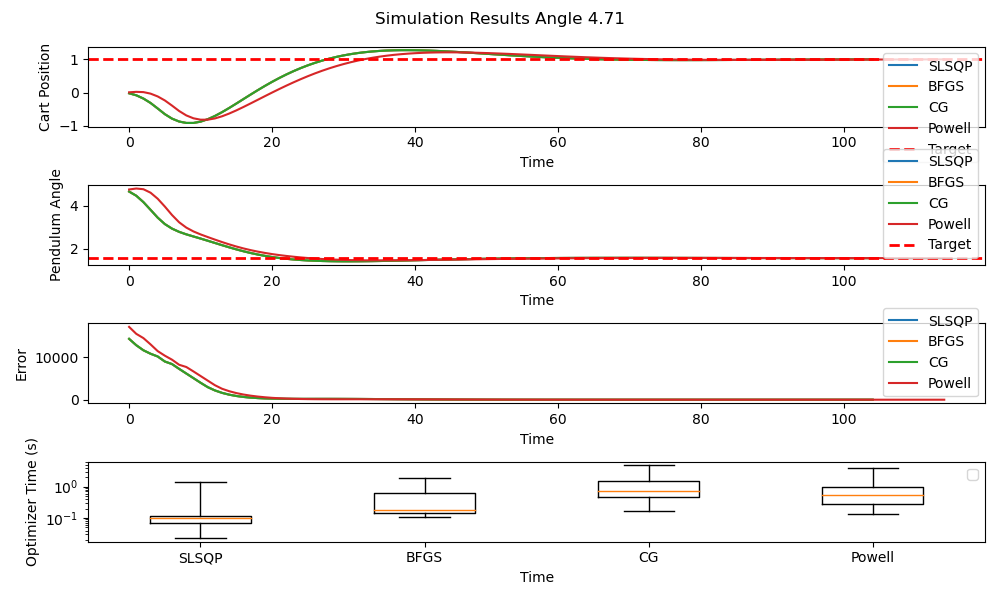 Simulation Results Angle 4.71
Cart Position
1
0
−1
0 20 40 60 80 100
Time
SLSQP
BFGS
CG
Powell
Target
Pendulum Angle
4
2
0 20 40 60 80 100
Time
SLSQP
BFGS
CG
Powell
Target
Error
10000
0
0 20 40 60 80 100
Time
SLSQP
BFGS
CG
Powell
Optimizer Time (s)
10⁰
10⁻¹
SLSQP BFGS CG Powell
Time